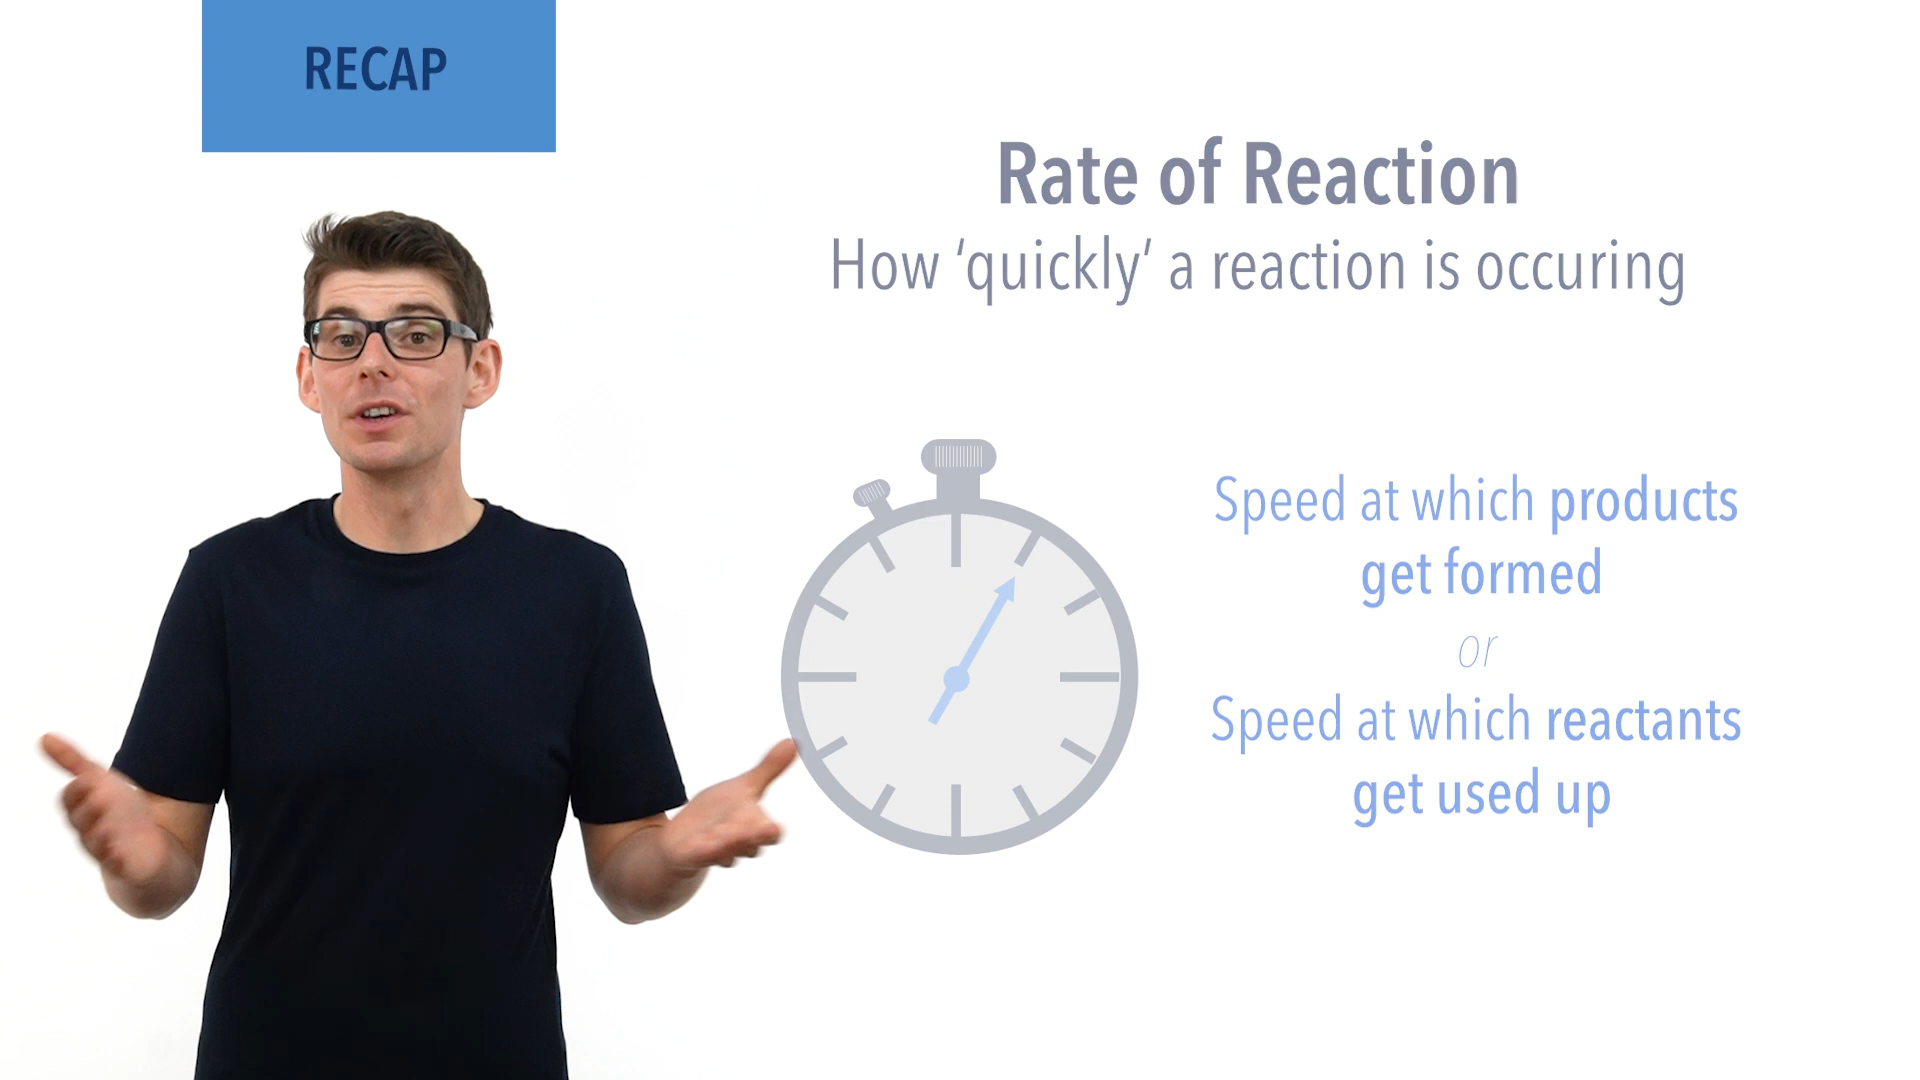 RECAP
Rate of Reaction
How ‘quickly’ a reaction is occuring
Speed at which products
get formed
or
Speed at which reactants
get used up